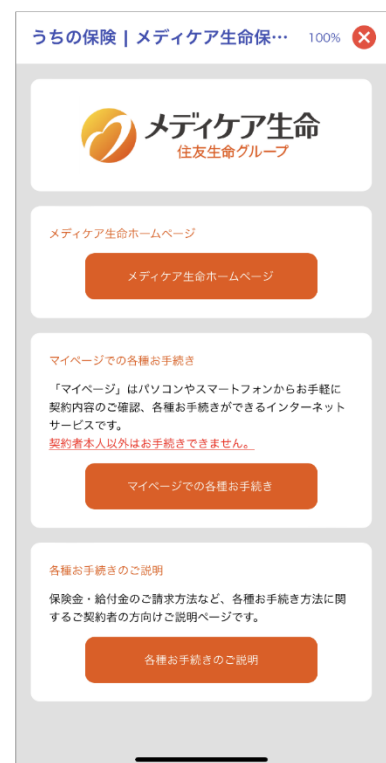 うちの保険 | メディケア生命保… 100%
メディケア生命
住友生命グループ
メディケア生命ホームページ
メディケア生命ホームページ
マイページでの各種お手続き
「マイページ」はパソコンやスマートフォンからお手軽に
契約内容のご確認、各種お手続きができるインターネット
サービスです。
契約者本人以外はお手続きできません。
マイページでの各種お手続き
各種お手続きのご説明
保険金・給付金のご請求方法など、各種お手続き方法に関
するご契約者の方向けご説明ページです。
各種お手続きのご説明